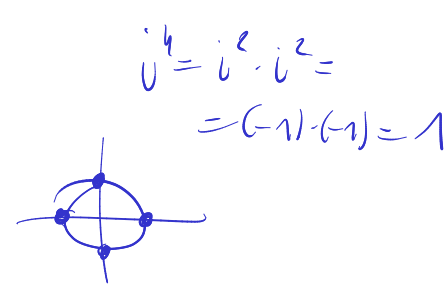 i⁴ = i² · i² =
= (-1) · (-1) = 1